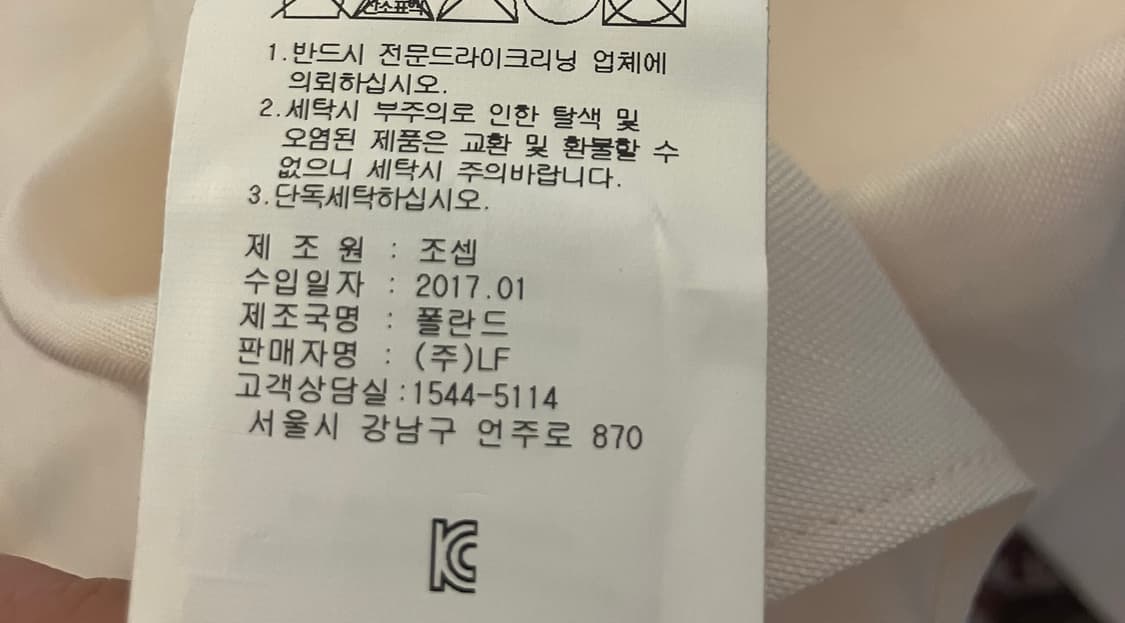 1.반드시 전문드라이크리닝 업체에
의뢰하십시오.
2.세탁시 부주의로 인한 탈색 및
오염된 제품은 교환 및 환불할 수
없으니 세탁시 주의바랍니다.
3.단독세탁하십시오.
제 조 원 : 조셉
수입일자 : 2017.01
제조국명 : 폴란드
판매자명 : (주)LF
고객상담실:1544-5114
서울시 강남구 언주로 870
KC